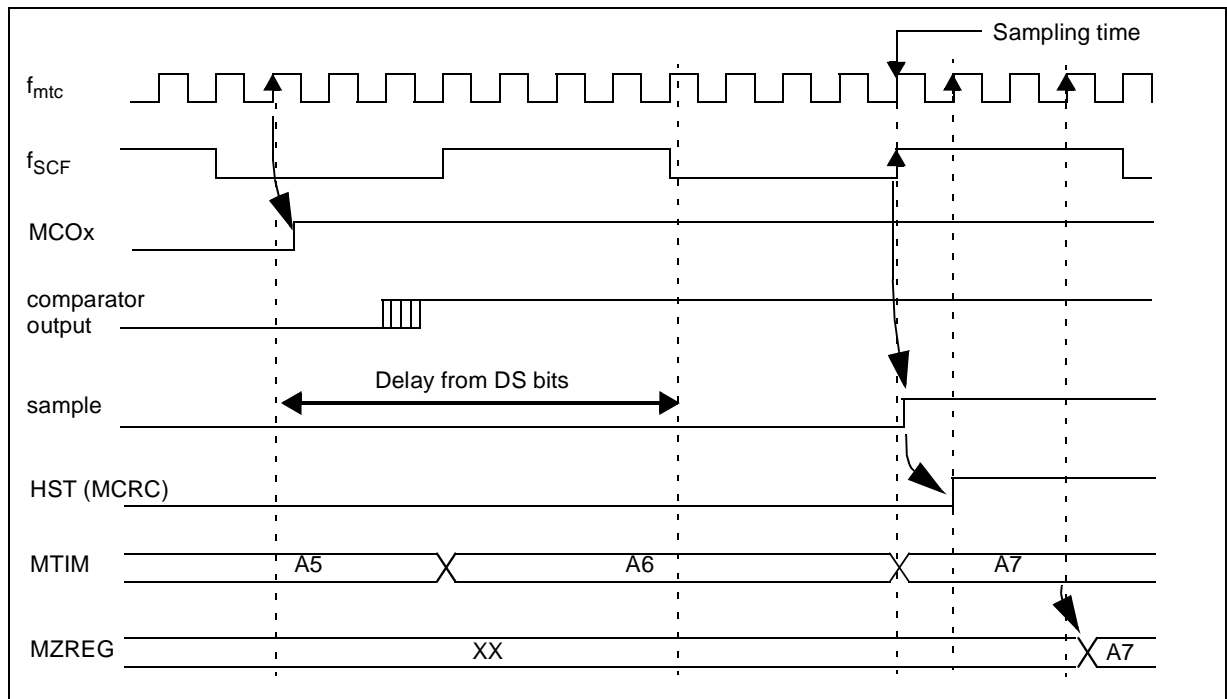 Sampling time
fmtc
fSCF
MCOx
comparator
output
Delay from DS bits
sample
HST (MCRC)
MTIM
A5
A6
A7
MZREG
XX
A7